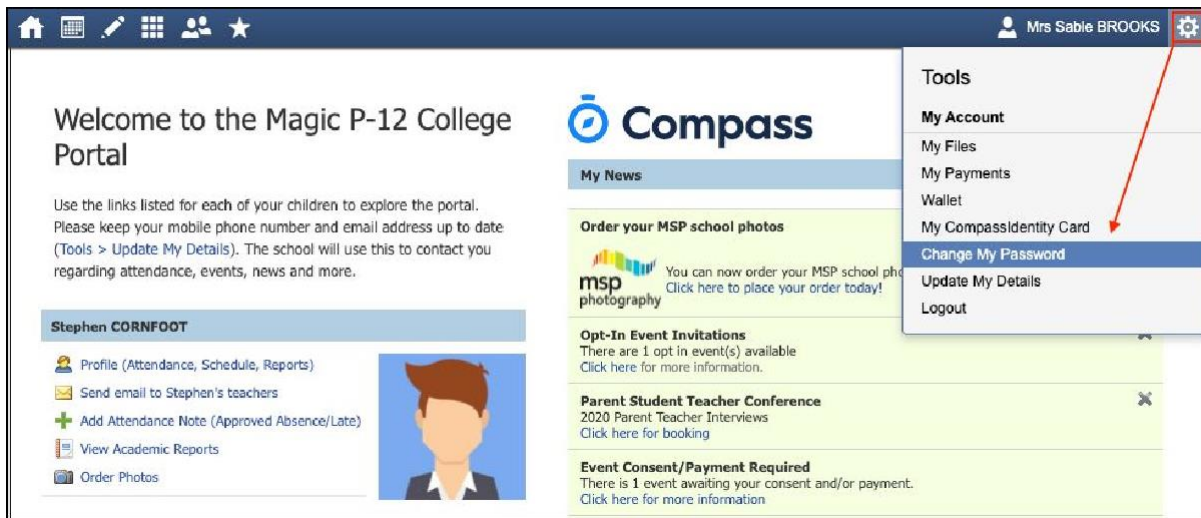 Mrs Sable BROOKS
Welcome to the Magic P-12 College
Portal
Use the links listed for each of your children to explore the portal.
Please keep your mobile phone number and email address up to date
(Tools > Update My Details). The school will use this to contact you
regarding attendance, events, news and more.
Stephen CORNFOOT
Profile (Attendance, Schedule, Reports)
Send email to Stephen's teachers
Add Attendance Note (Approved Absence/Late)
View Academic Reports
Order Photos
Compass
My News
Order your MSP school photos
msp
photography
You can now order your MSP school pho
Click here to place your order today!
Opt-In Event Invitations
There are 1 opt in event(s) available
Click here for more information.
Parent Student Teacher Conference
2020 Parent Teacher Interviews
Click here for booking
Event Consent/Payment Required
There is 1 event awaiting your consent and/or payment.
Click here for more information
Tools
My Account
My Files
My Payments
Wallet
My CompassIdentity Card
Change My Password
Update My Details
Logout